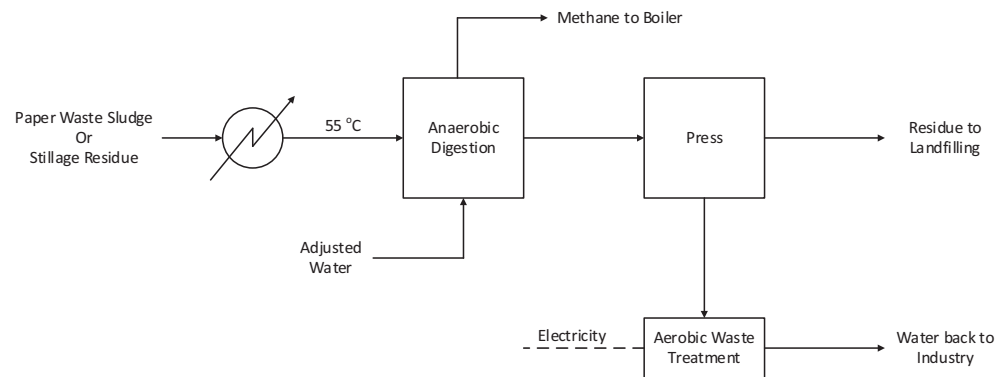 Methane to Boiler
Paper Waste Sludge
Or
Stillage Residue
55 °C
Anaerobic
Digestion
Press
Residue to
Landfilling
Adjusted
Water
Electricity
Aerobic Waste
Treatment
Water back to
Industry